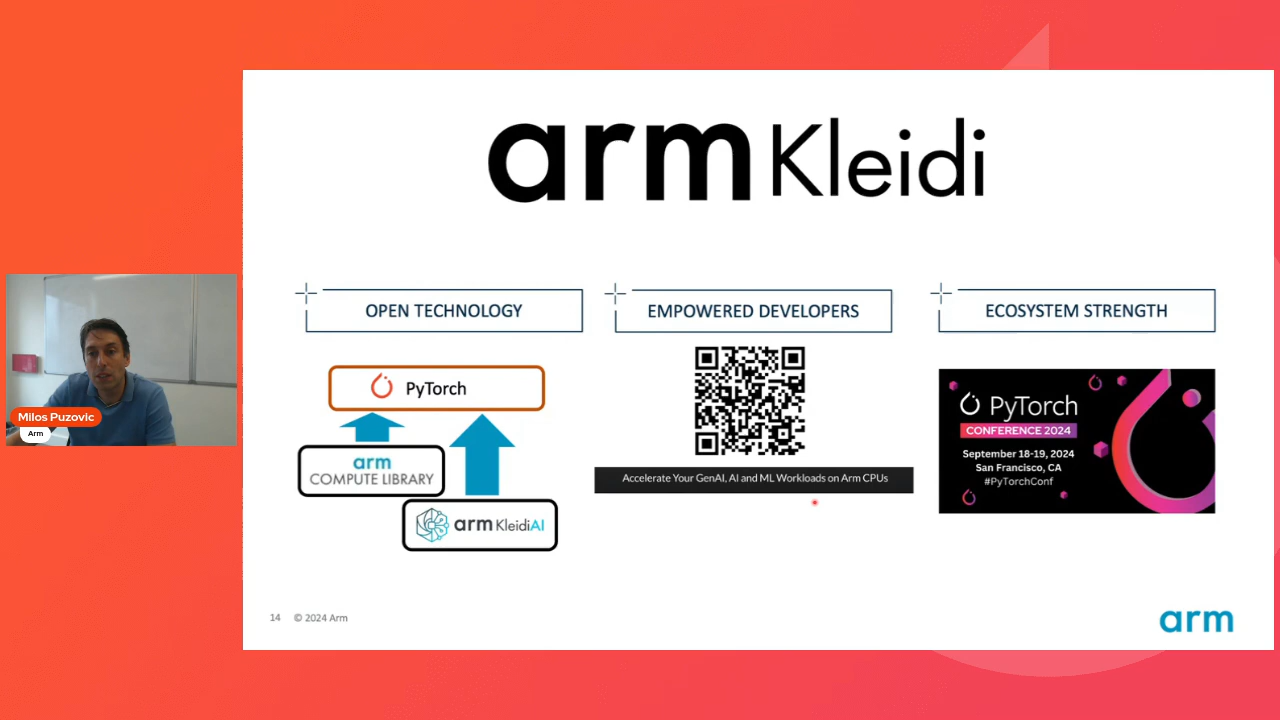 arm Kleidi
OPEN TECHNOLOGY
PyTorch
arm
COMPUTE LIBRARY
arm KleidiAI
EMPOWERED DEVELOPERS
Accelerate Your GenAI, AI and ML Workloads on Arm CPUs
ECOSYSTEM STRENGTH
PyTorch
CONFERENCE 2024
September 18-19, 2024
San Francisco, CA
#PyTorchConf
Milos Puzovic
Arm
14 © 2024 Arm
arm